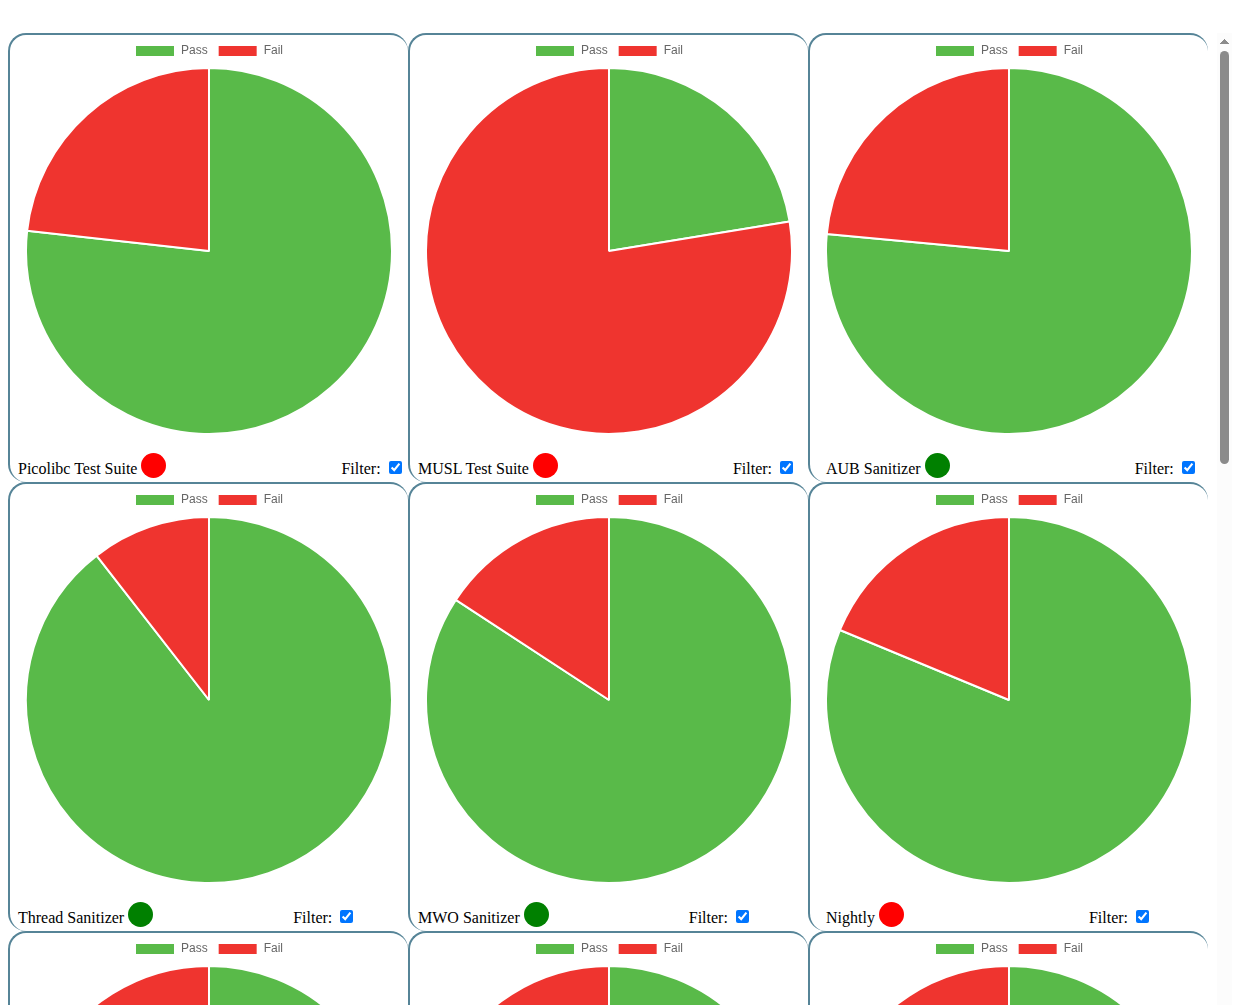 Pass Fail
Pass Fail
Pass Fail
Picolibc Test Suite Filter:
MUSL Test Suite Filter:
AUB Sanitizer Filter:
Pass Fail
Pass Fail
Pass Fail
Thread Sanitizer Filter:
MWO Sanitizer Filter:
Nightly Filter:
Pass Fail
Pass Fail
Pass Fail